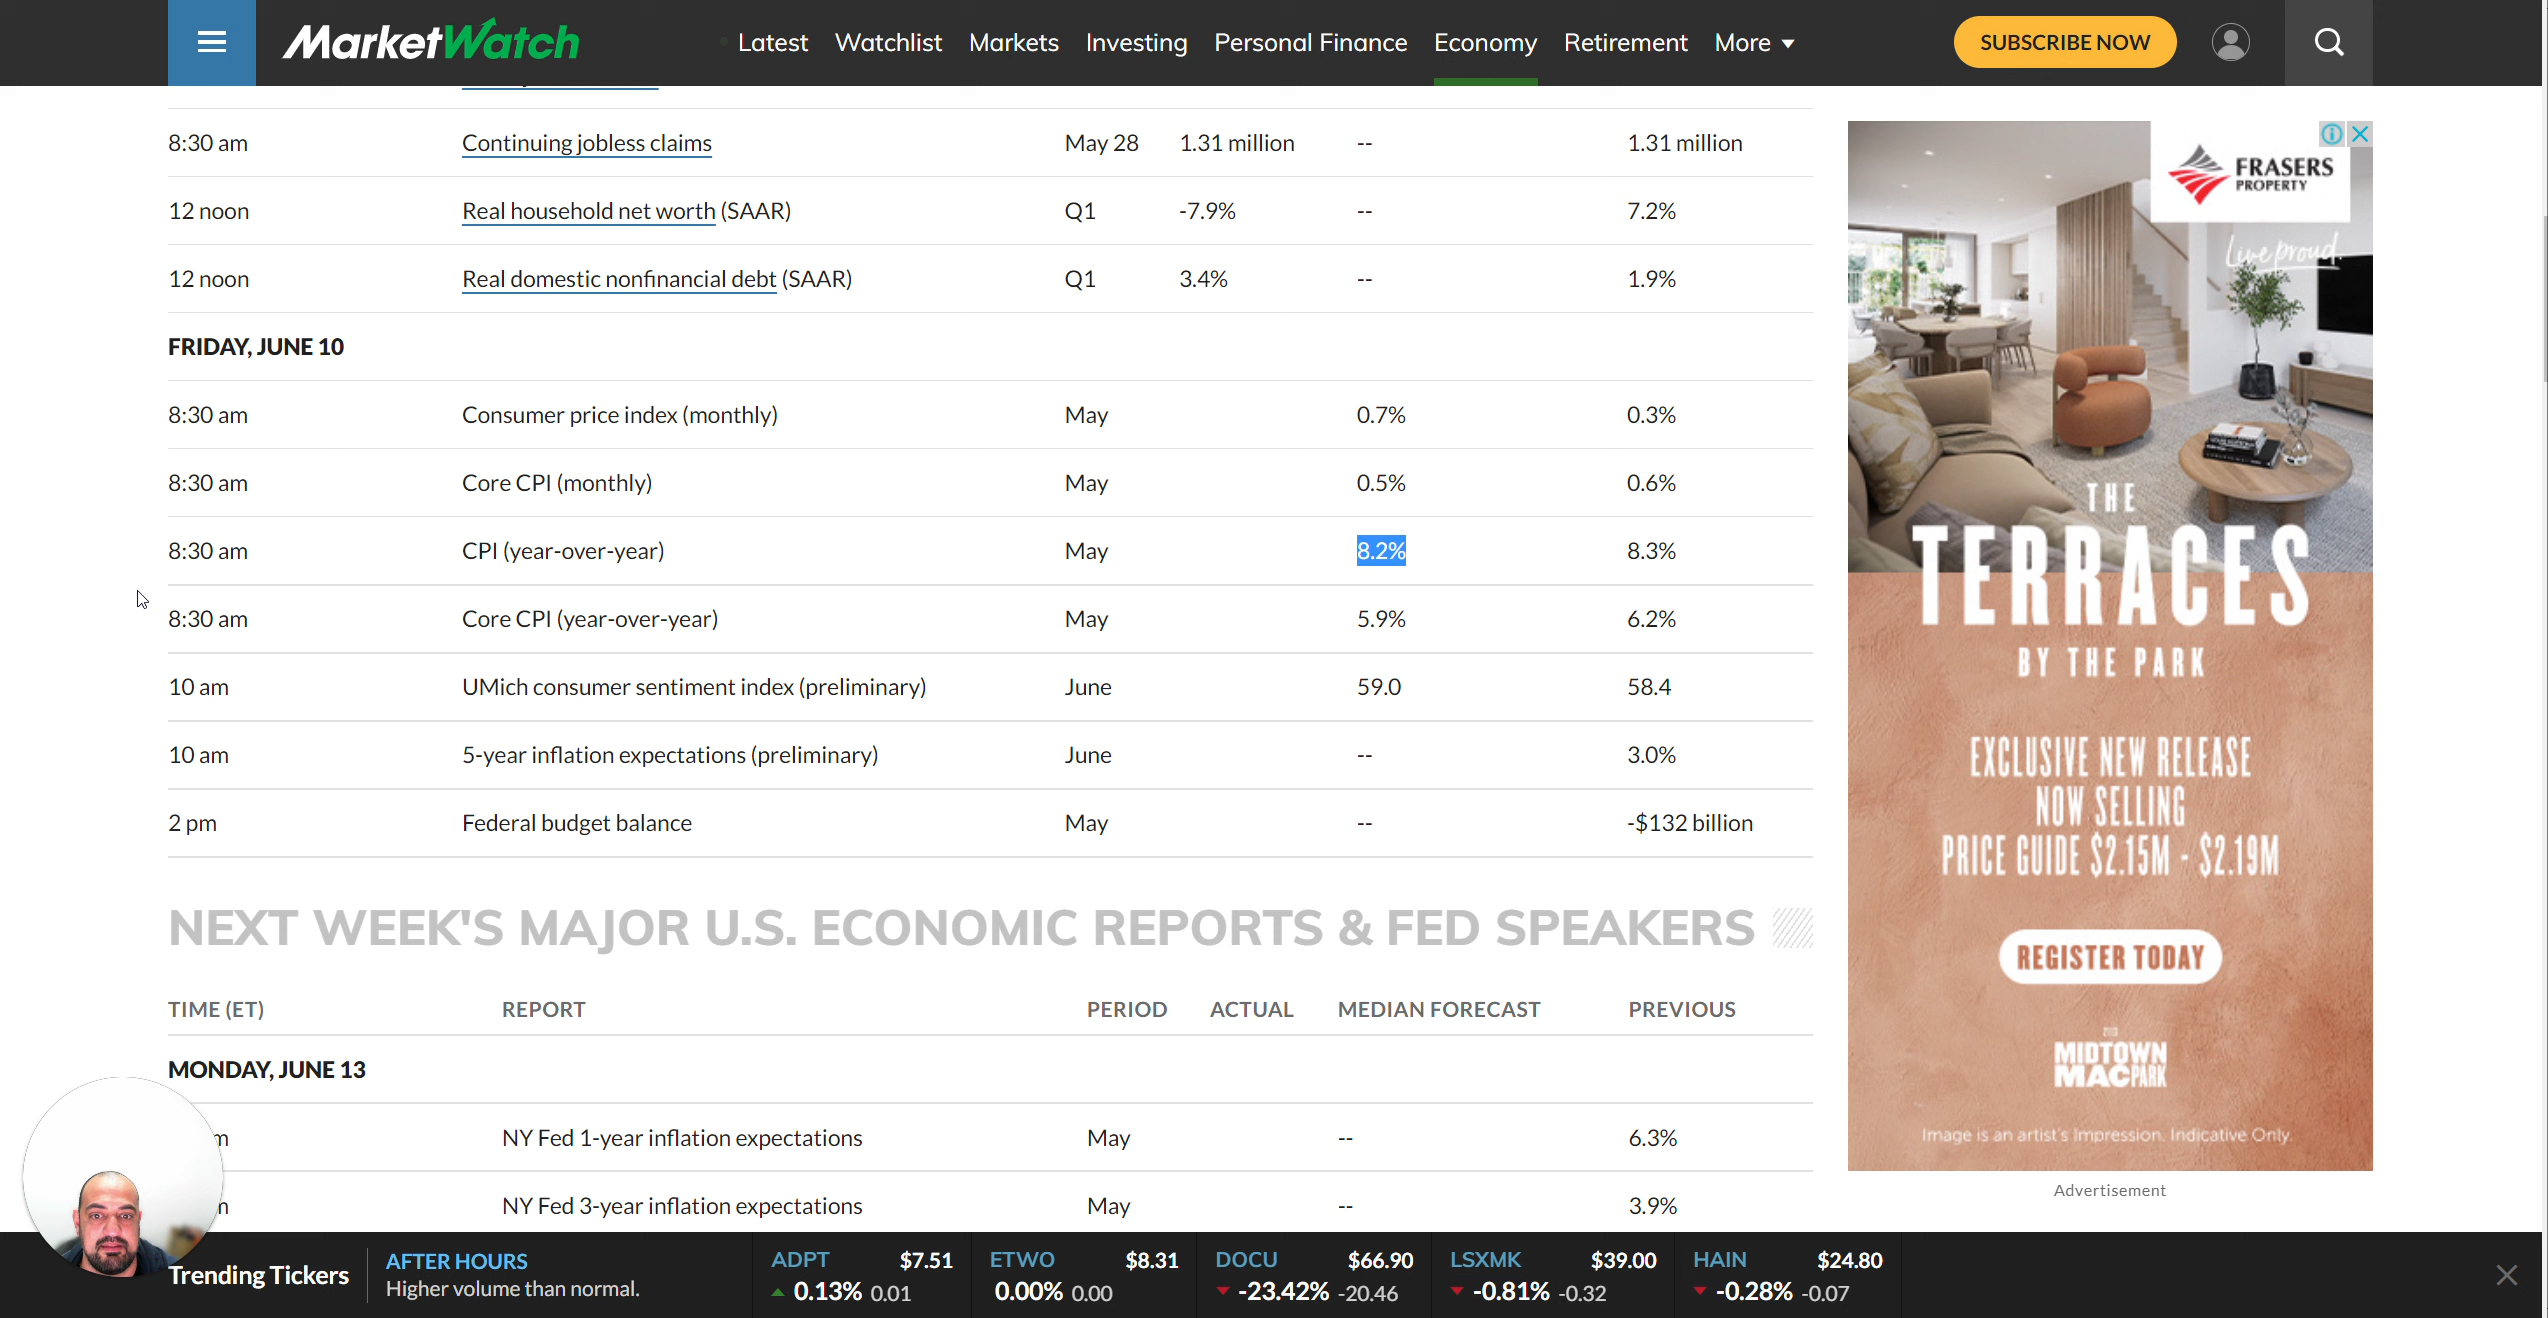 MarketWatch
Latest Watchlist Markets Investing Personal Finance Economy Retirement More
SUBSCRIBE NOW
8:30 am Continuing jobless claims May 28 1.31 million -- 1.31 million
12 noon Real household net worth (SAAR) Q1 -7.9% -- 7.2%
12 noon Real domestic nonfinancial debt (SAAR) Q1 3.4% -- 1.9%
FRIDAY, JUNE 10
8:30 am Consumer price index (monthly) May 0.7% 0.3%
8:30 am Core CPI (monthly) May 0.5% 0.6%
8:30 am CPI (year-over-year) May 8.2% 8.3%
8:30 am Core CPI (year-over-year) May 5.9% 6.2%
10 am UMich consumer sentiment index (preliminary) June 59.0 58.4
10 am 5-year inflation expectations (preliminary) June -- 3.0%
2 pm Federal budget balance May -- -$132 billion
NEXT WEEK'S MAJOR U.S. ECONOMIC REPORTS & FED SPEAKERS
TIME (ET) REPORT PERIOD ACTUAL MEDIAN FORECAST PREVIOUS
MONDAY, JUNE 13
m NY Fed 1-year inflation expectations May -- 6.3%
NY Fed 3-year inflation expectations May -- 3.9%
FRASERS
PROPERTY
Live proud.
THE
TERRACES
BY THE PARK
EXCLUSIVE NEW RELEASE
NOW SELLING
PRICE GUIDE $2.15M - $2.19M
REGISTER TODAY
MIDTOWN
MACPARK
Image is an artist's impression. Indicative Only.
Advertisement
Trending Tickers
AFTER HOURS
Higher volume than normal.
ADPT $7.51
0.13% 0.01
ETWO $8.31
0.00% 0.00
DOCU $66.90
-23.42% -20.46
LSXMK $39.00
-0.81% -0.32
HAIN $24.80
-0.28% -0.07